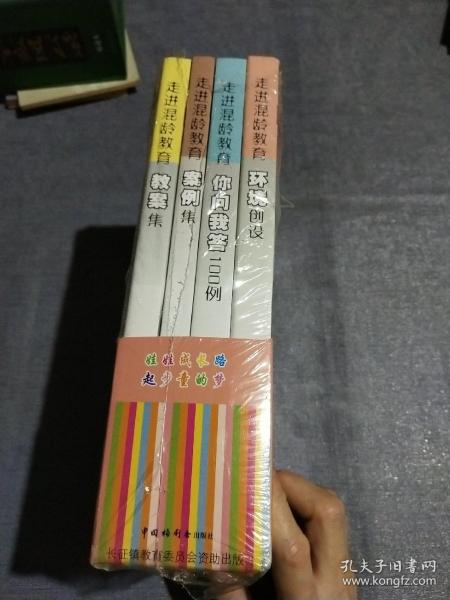 走进混龄教育 教案集
走进混龄教育 案例集
走进混龄教育 你问我答100例
走进混龄教育 环境创设
娃娃成长路
起步童的梦
中国福利会出版社
长征镇教育委员会资助出版
孔夫子旧书网
www.kongfz.com